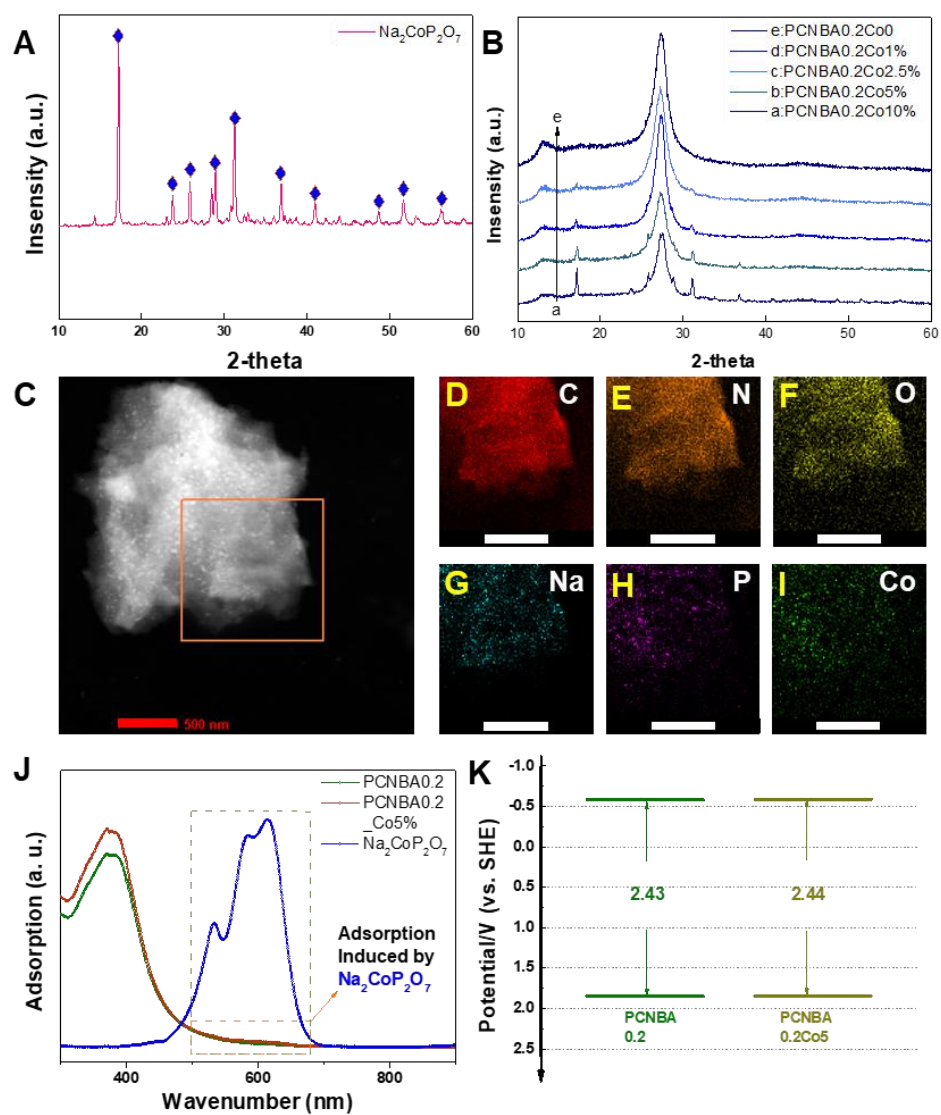 A
Na₂CoP₂O₇
Insensity (a.u.)
10 20 30 40 50 60
2-theta
B
e:PCNBA0.2Co0
d:PCNBA0.2Co1%
c:PCNBA0.2Co2.5%
b:PCNBA0.2Co5%
a:PCNBA0.2Co10%
Insensity (a.u.)
e
a
10 20 30 40 50 60
2-theta
C
500 nm
D C
E N
F O
G Na
H P
I Co
J
PCNBA0.2
PCNBA0.2
_Co5%
Na₂CoP₂O₇
Adsorption (a. u.)
Adsorption
Induced by
Na₂CoP₂O₇
400 600 800
Wavenumber (nm)
K
Potential/V (vs. SHE)
-1.0
-0.5
0.0
0.5
1.0
1.5
2.0
2.5
2.43 2.44
PCNBA
0.2
PCNBA
0.2Co5